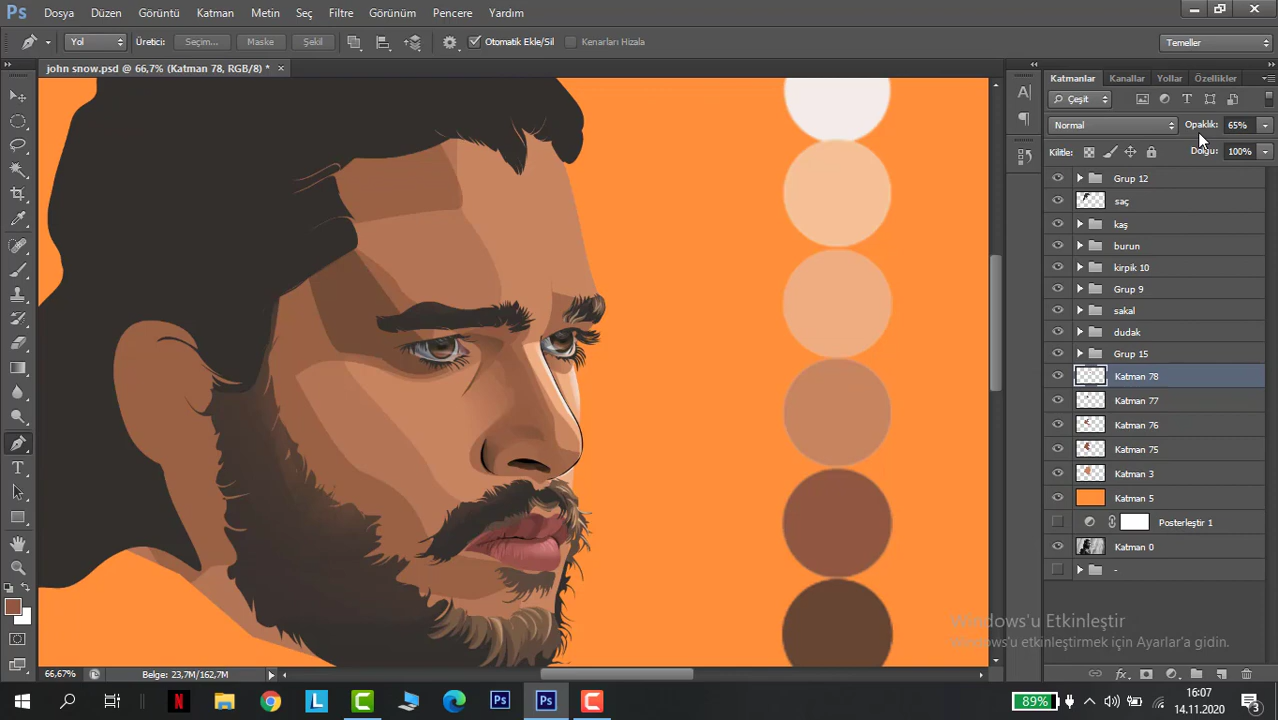 Ps Dosya Düzen Görüntü Katman Metin Seç Filtre Görünüm Pencere Yardım
Yol Üretici: Seçim... Maske Şekil Otomatik Ekle/Sil Kenarları Hizala Temeller
john snow.psd @ 66,7% (Katman 78, RGB/8) * ×
Katmanlar Kanallar Yollar Özellikler
Çeşit
Normal Opaklık: 65%
Kilitle: Dolgu: 100%
Grup 12
saç
kaş
burun
kirpik 10
Grup 9
sakal
dudak
Grup 15
Katman 78
Katman 77
Katman 76
Katman 75
Katman 3
Katman 5
Posterleştir 1
Katman 0
-
Windows'u Etkinleştir
Windows'u etkinleştirmek için Ayarlar'a gidin.
66,67% Belge: 23,7M/162,7M
N L C Ps Ps C 89% 16:07
14.11.2020 3